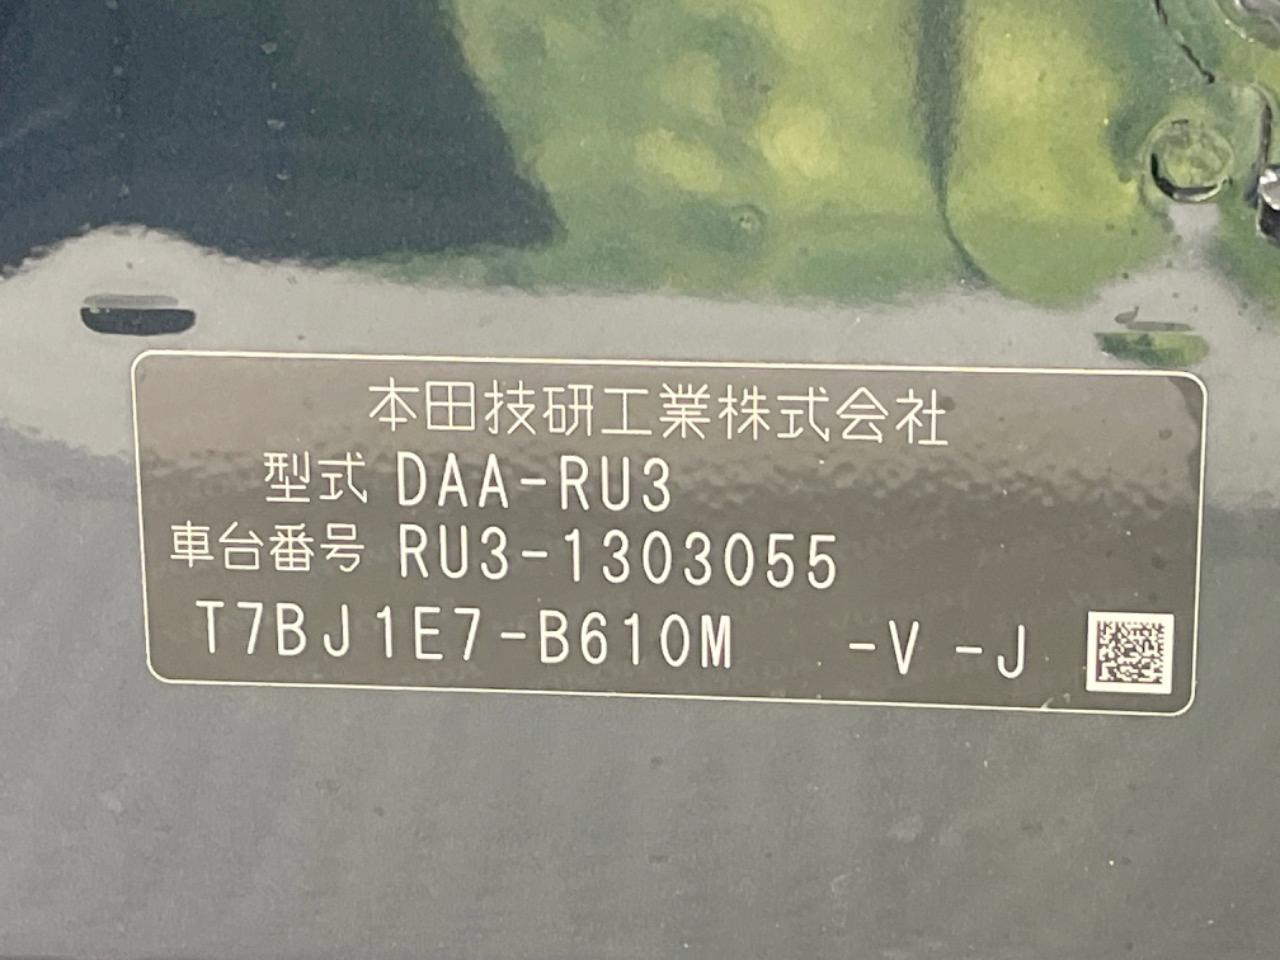 本田技研工業株式会社
型式 DAA-RU3
車台番号 RU3-1303055
T7BJ1E7-B610M -V -J